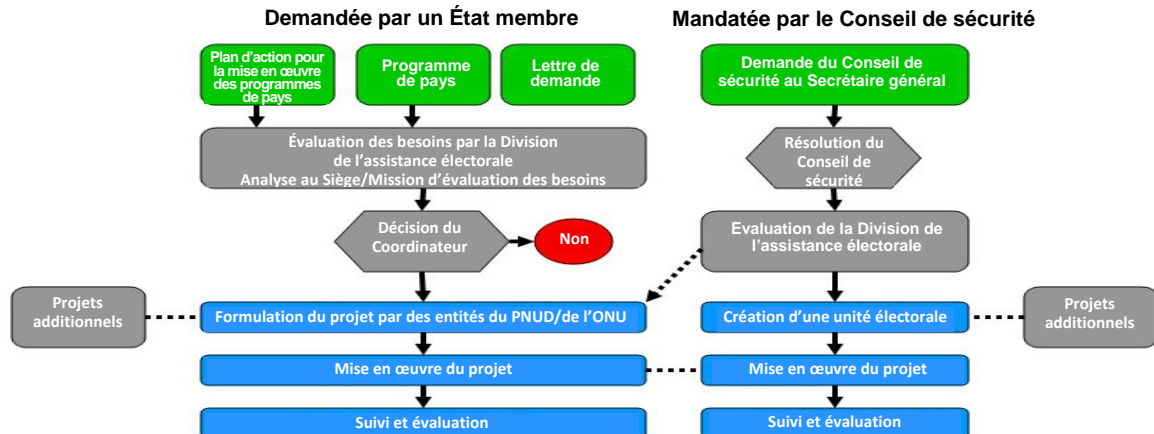 Demandée par un État membre
Mandatée par le Conseil de sécurité
Plan d'action pour
la mise en œuvre
des programmes
de pays
Programme
de pays
Lettre de
demande
Demande du Conseil de
sécurité au Secrétaire général
Évaluation des besoins par la Division
de l'assistance électorale
Analyse au Siège/Mission d'évaluation des besoins
Résolution du
Conseil de
sécurité
Décision du
Coordinateur
Non
Evaluation de la Division de
l'assistance électorale
Projets
additionnels
Formulation du projet par des entités du PNUD/de l'ONU
Création d'une unité électorale
Projets
additionnels
Mise en œuvre du projet
Mise en œuvre du projet
Suivi et évaluation
Suivi et évaluation